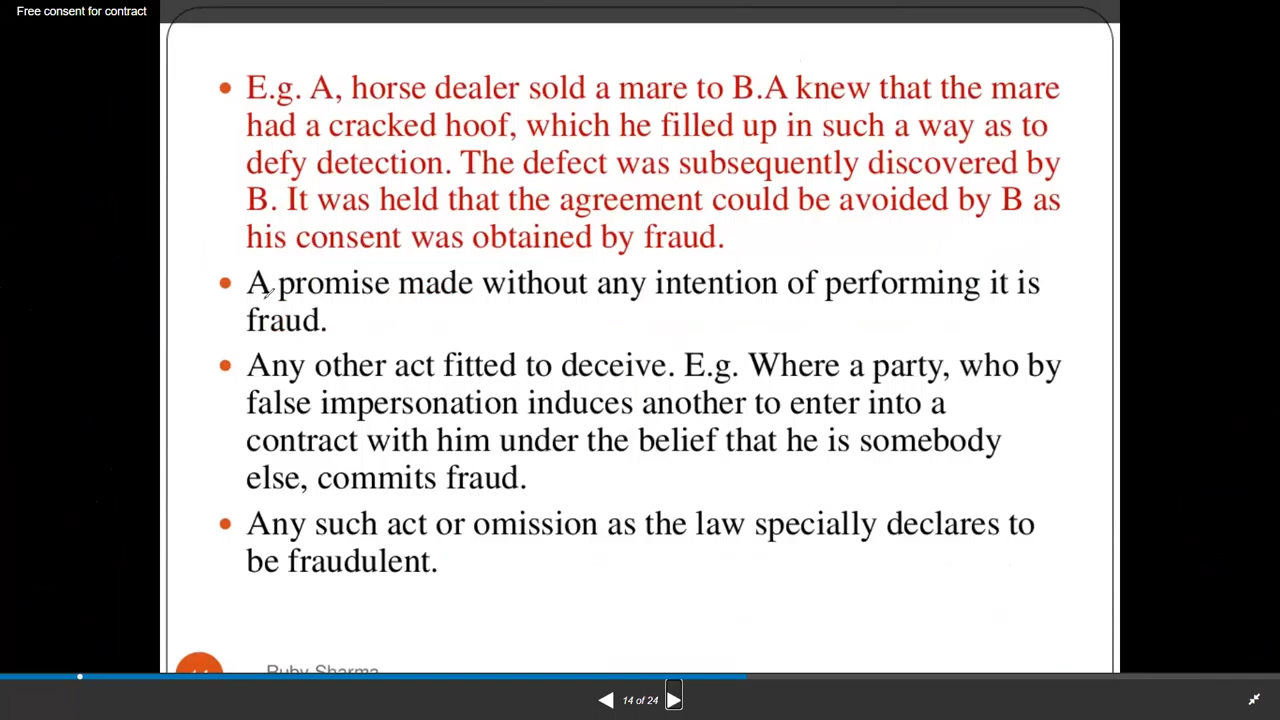 Free consent for contract
E.g. A, horse dealer sold a mare to B.A knew that the mare
had a cracked hoof, which he filled up in such a way as to
defy detection. The defect was subsequently discovered by
B. It was held that the agreement could be avoided by B as
his consent was obtained by fraud.
A promise made without any intention of performing it is
fraud.
Any other act fitted to deceive. E.g. Where a party, who by
false impersonation induces another to enter into a
contract with him under the belief that he is somebody
else, commits fraud.
Any such act or omission as the law specially declares to
be fraudulent.
Ruby Sharma
14 of 24